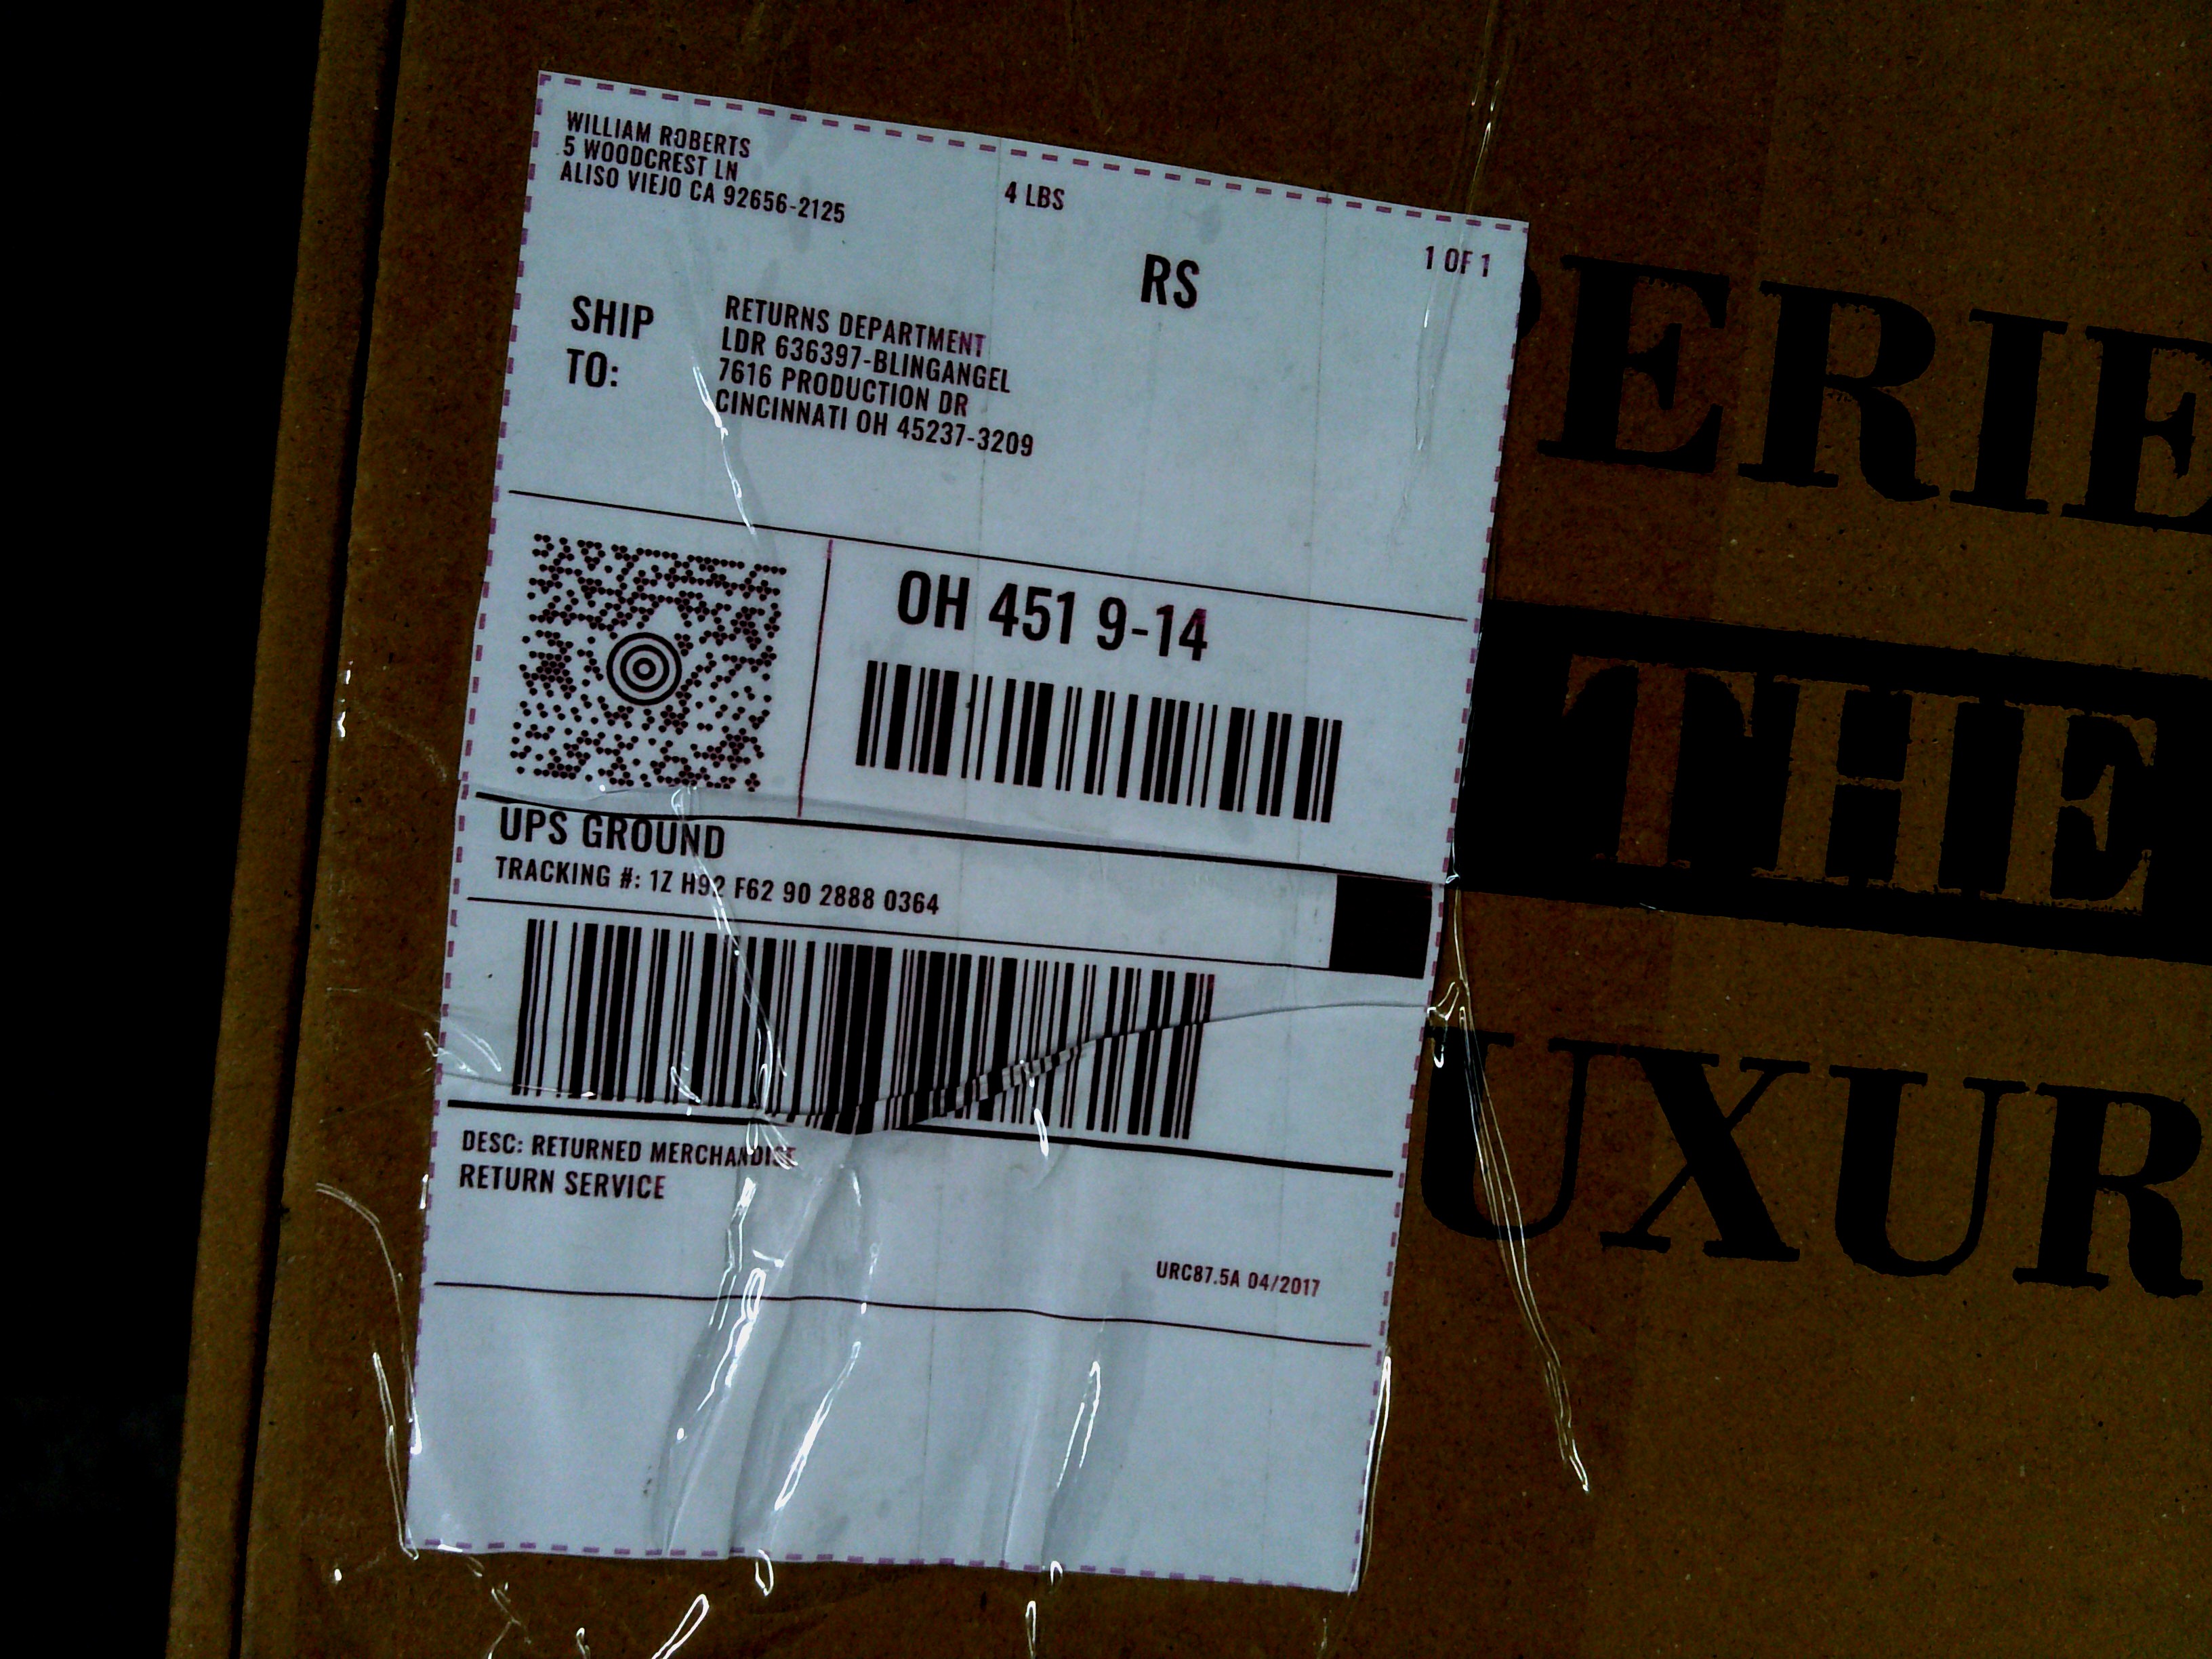 WILLIAM ROBERTS
5 WOODCREST LN
ALISO VIEJO CA 92656-2125
4 LBS
1 OF 1
RS
SHIP TO:
RETURNS DEPARTMENT
LDR 636397-BLINGANGEL
7616 PRODUCTION DR
CINCINNATI OH 45237-3209
OH 451 9-14
UPS GROUND
TRACKING #: 1Z H92 F62 90 2888 0364
DESC: RETURNED MERCHANDISE
RETURN SERVICE
URC87.5A 04/2017
THE